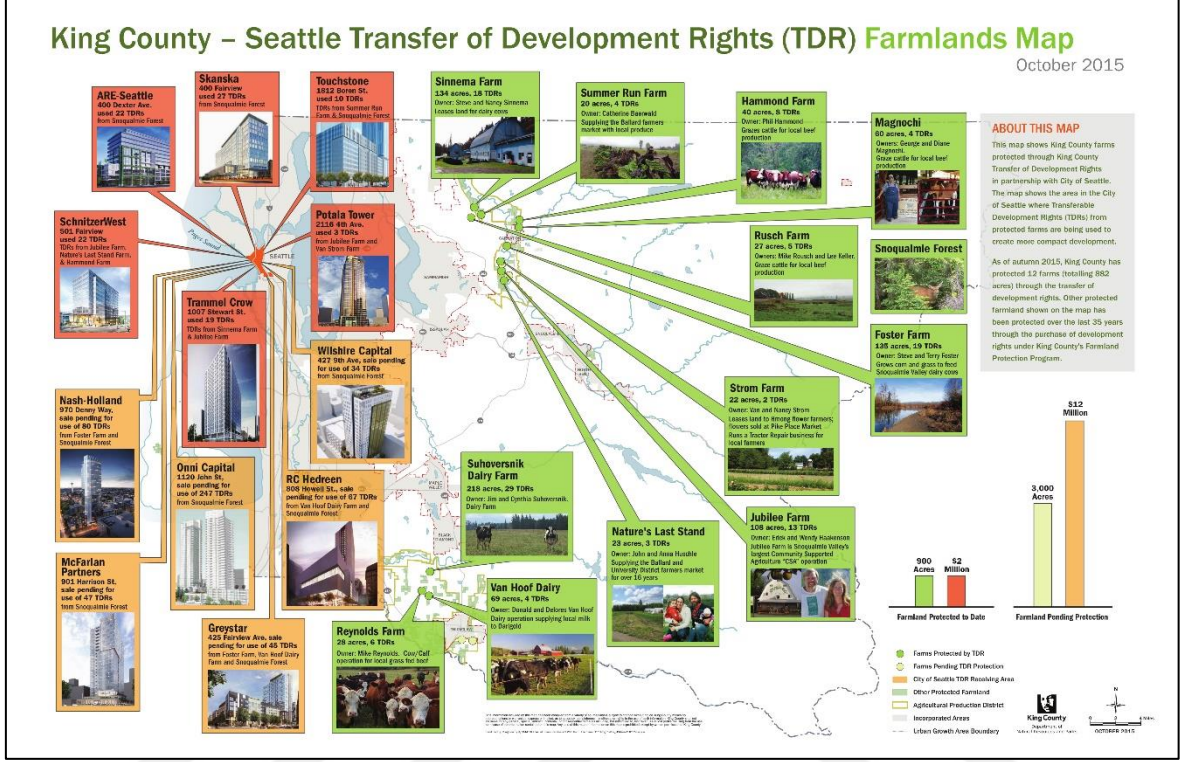 King County – Seattle Transfer of Development Rights (TDR) Farmlands Map
October 2015
ARE-Seattle
400 Dexter Ave.
used 22 TDRs
from Snoqualmie Forest
Skanska
400 Fairview
used 27 TDRs
from Snoqualmie Forest
Touchstone
1812 Boren St.
used 10 TDRs
TDRs from Summer Run
Farm & Snoqualmie Forest
Sinnema Farm
134 acres, 18 TDRs
Owner: Steve and Nancy Sinnema
Leases land for dairy cows
Summer Run Farm
20 acres, 4 TDRs
Owner: Catherine
Supplying the Ballard farmers
market with local produce
Hammond Farm
40 acres, 8 TDRs
Owner: Phil Hammond
Grazes cattle for local beef
production
Magnochi
60 acres, 4 TDRs
Owners: George and Diane
Magnochi.
Graze cattle for local beef
production
ABOUT THIS MAP
This map shows King County farms
protected through King County
Transfer of Development Rights
in partnership with City of Seattle.
The map shows the area in the City
of Seattle where Transferable
Development Rights (TDRs) from
protected farms are being used to
create more compact development.
As of autumn 2015, King County has
protected 12 farms (totalling 882
acres) through the transfer of
development rights. Other protected
farmland shown on the map has
been protected over the last 35 years
through the purchase of development
rights under King County's Farmland
Protection Program.
SchnitzerWest
501 Fairview
used 22 TDRs
TDRs from Jubilee Farm,
Nature's Last Stand Farm,
& Hammond Farm
Puget Sound
SEATTLE
Potala Tower
2116 4th Ave.
used 3 TDRs
from Jubilee Farm and
Van Strom Farm
Rusch Farm
27 acres, 5 TDRs
Owner: Mike Rousch and Lee Keller.
Graze cattle for local beef
production
Snoqualmie Forest
Trammel Crow
1007 Stewart St.
used 19 TDRs
TDRs from Sinnema Farm
& Jubilee Farm
Wilshire Capital
427 9th Ave, sale pending
for use of 34 TDRs
from Snoqualmie Forest
Foster Farm
125 acres, 19 TDRs
Owner: Steve and Terry Foster
Grows corn and grass to feed
Snoqualmie Valley dairy cows
Nash-Holland
970 Denny Way,
sale pending for
use of 80 TDRs
from Foster Farm and
Snoqualmie Forest
Strom Farm
22 acres, 2 TDRs
Owner: Van and Nancy Strom
Leases land to Hmong flower farmers;
flowers sold at Pike Place Market
Runs a Tractor Repair business for
local farmers
Onni Capital
1120 John St,
sale pending for
use of 247 TDRs
from Snoqualmie Forest
RC Hedreen
808 Howell St., sale
pending for use of 67 TDRs
from Van Hoof Dairy Farm and
Snoqualmie Forest
Suhoversnik
Dairy Farm
218 acres, 29 TDRs
Owner: Jim and Cynthia Suhoversnik.
Dairy Farm
Nature's Last Stand
23 acres, 3 TDRs
Owner: John and Anna Hueschle
Supplying the Ballard and
University District farmers market
for over 16 years
Jubilee Farm
108 acres, 13 TDRs
Owner: Erick and Wendy Haakenson
Jubilee Farm is Snoqualmie Valley's
largest Community Supported
Agriculture "CSA" operation
McFarlan
Partners
901 Harrison St,
sale pending for
use of 47 TDRs
from Snoqualmie Forest
Greystar
425 Fairview Ave. sale
pending for use of 45 TDRs
from Foster Farm, Van Hoof Dairy
Farm and Snoqualmie Forest
Reynolds Farm
28 acres, 6 TDRs
Owner: Mike Reynolds. Cow/Calf
operation for local grass fed beef
Van Hoof Dairy
69 acres, 4 TDRs
Owner: Donald and Delores Van Hoof
Dairy operation supplying local milk
to Darigold
900
Acres
$2
Million
Farmland Protected to Date
3,000
Acres
$12
Million
Farmland Pending Protection
Farms Protected by TDR
Farms Pending TDR Protection
City of Seattle TDR Receiving Area
Other Protected Farmland
Agricultural Production District
Incorporated Areas
Urban Growth Area Boundary
King County
Department of
Natural Resources and Parks
N
OCTOBER 2015